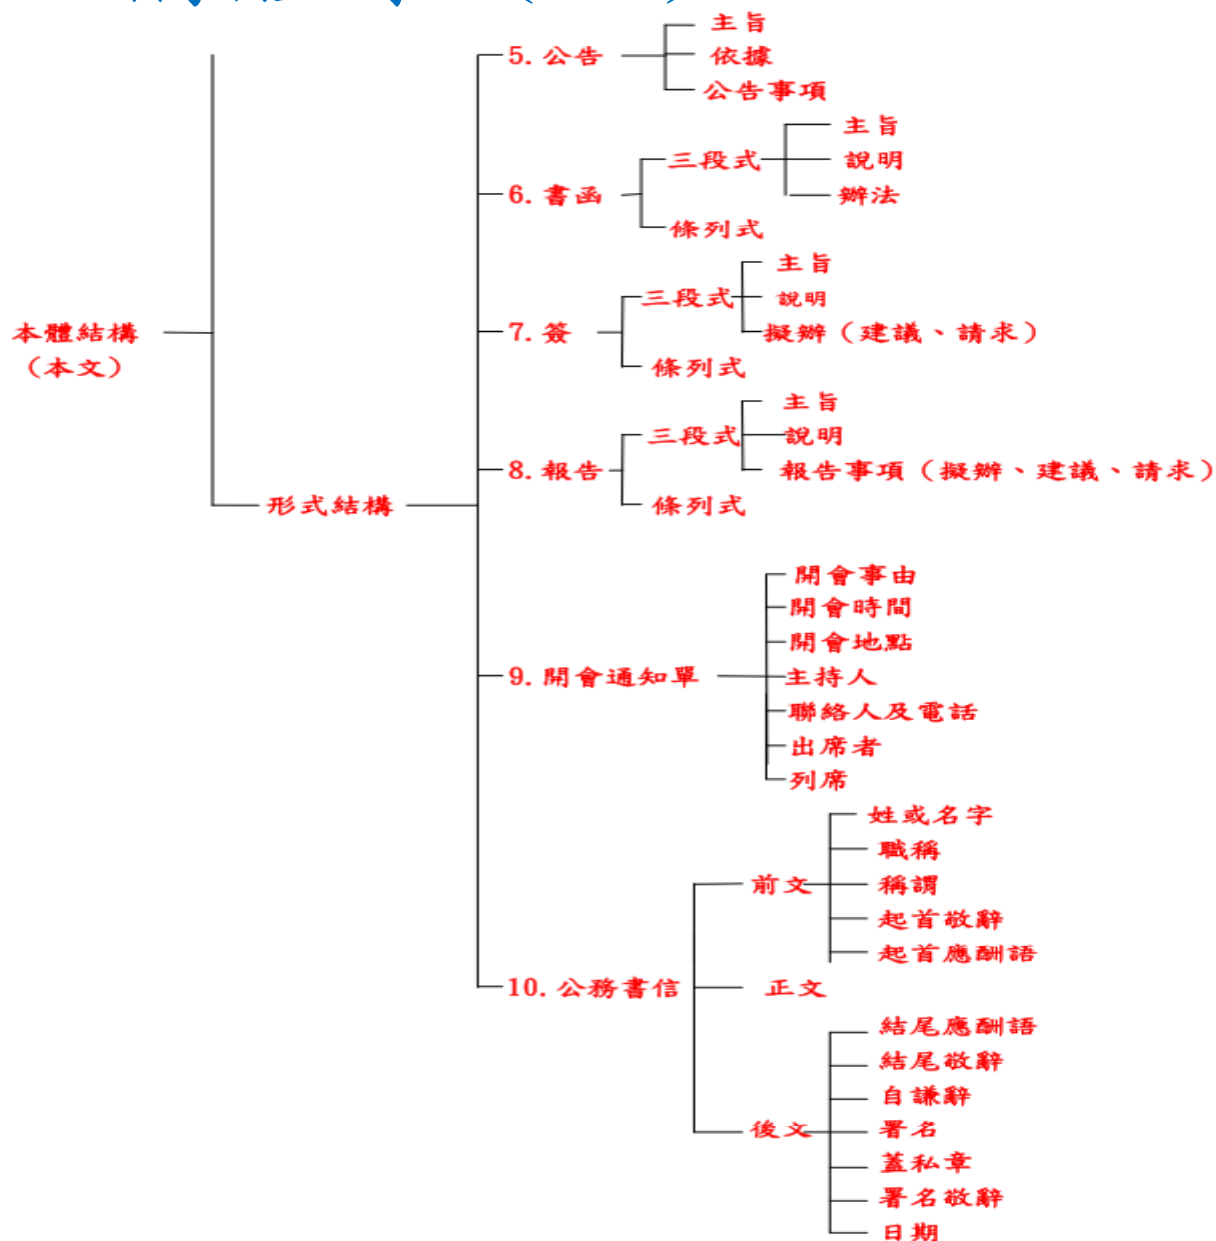 主旨
5. 公告
依據
公告事項
主旨
三段式
說明
6. 書函
辦法
條列式
主旨
三段式
說明
7. 簽
擬辦（建議、請求）
本體結構
（本文）
條列式
主旨
三段式
說明
8. 報告
報告事項（擬辦、建議、請求）
條列式
形式結構
開會事由
開會時間
開會地點
9. 開會通知單
主持人
聯絡人及電話
出席者
列席
姓或名字
職稱
前文
稱謂
起首敬辭
起首應酬語
10. 公務書信
正文
結尾應酬語
結尾敬辭
自謙辭
後文
署名
蓋私章
署名敬辭
日期